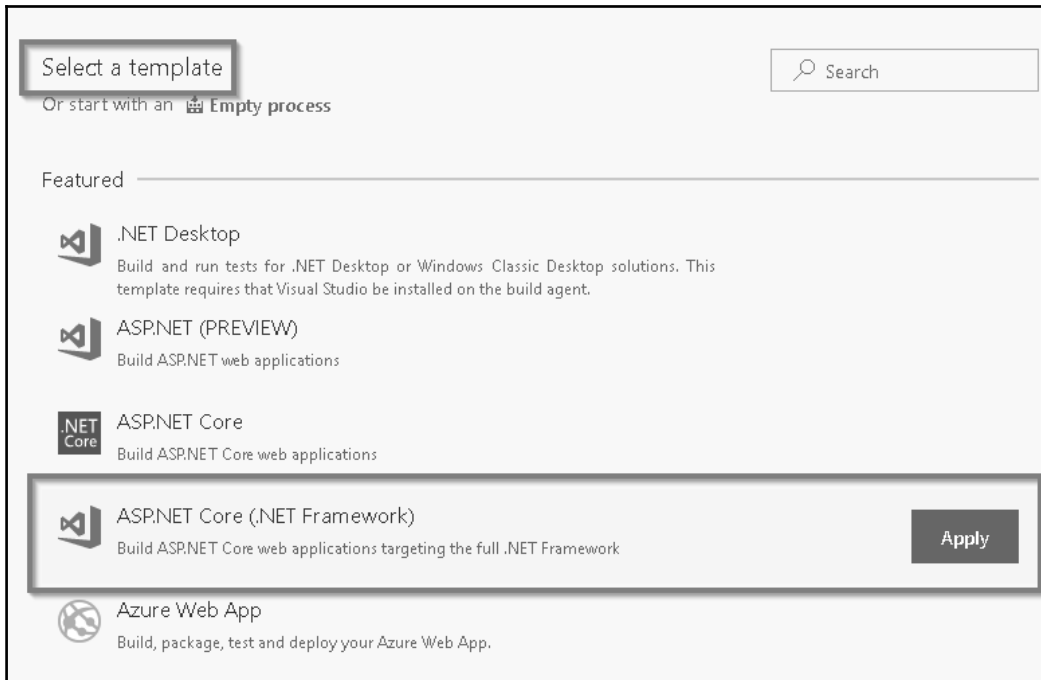 Select a template
Search
Or start with an Empty process
Featured
.NET Desktop
Build and run tests for .NET Desktop or Windows Classic Desktop solutions. This
template requires that Visual Studio be installed on the build agent.
ASP.NET (PREVIEW)
Build ASP.NET web applications
.NET
Core
ASP.NET Core
Build ASP.NET Core web applications
ASP.NET Core (.NET Framework)
Build ASP.NET Core web applications targeting the full .NET Framework
Apply
Azure Web App
Build, package, test and deploy your Azure Web App.